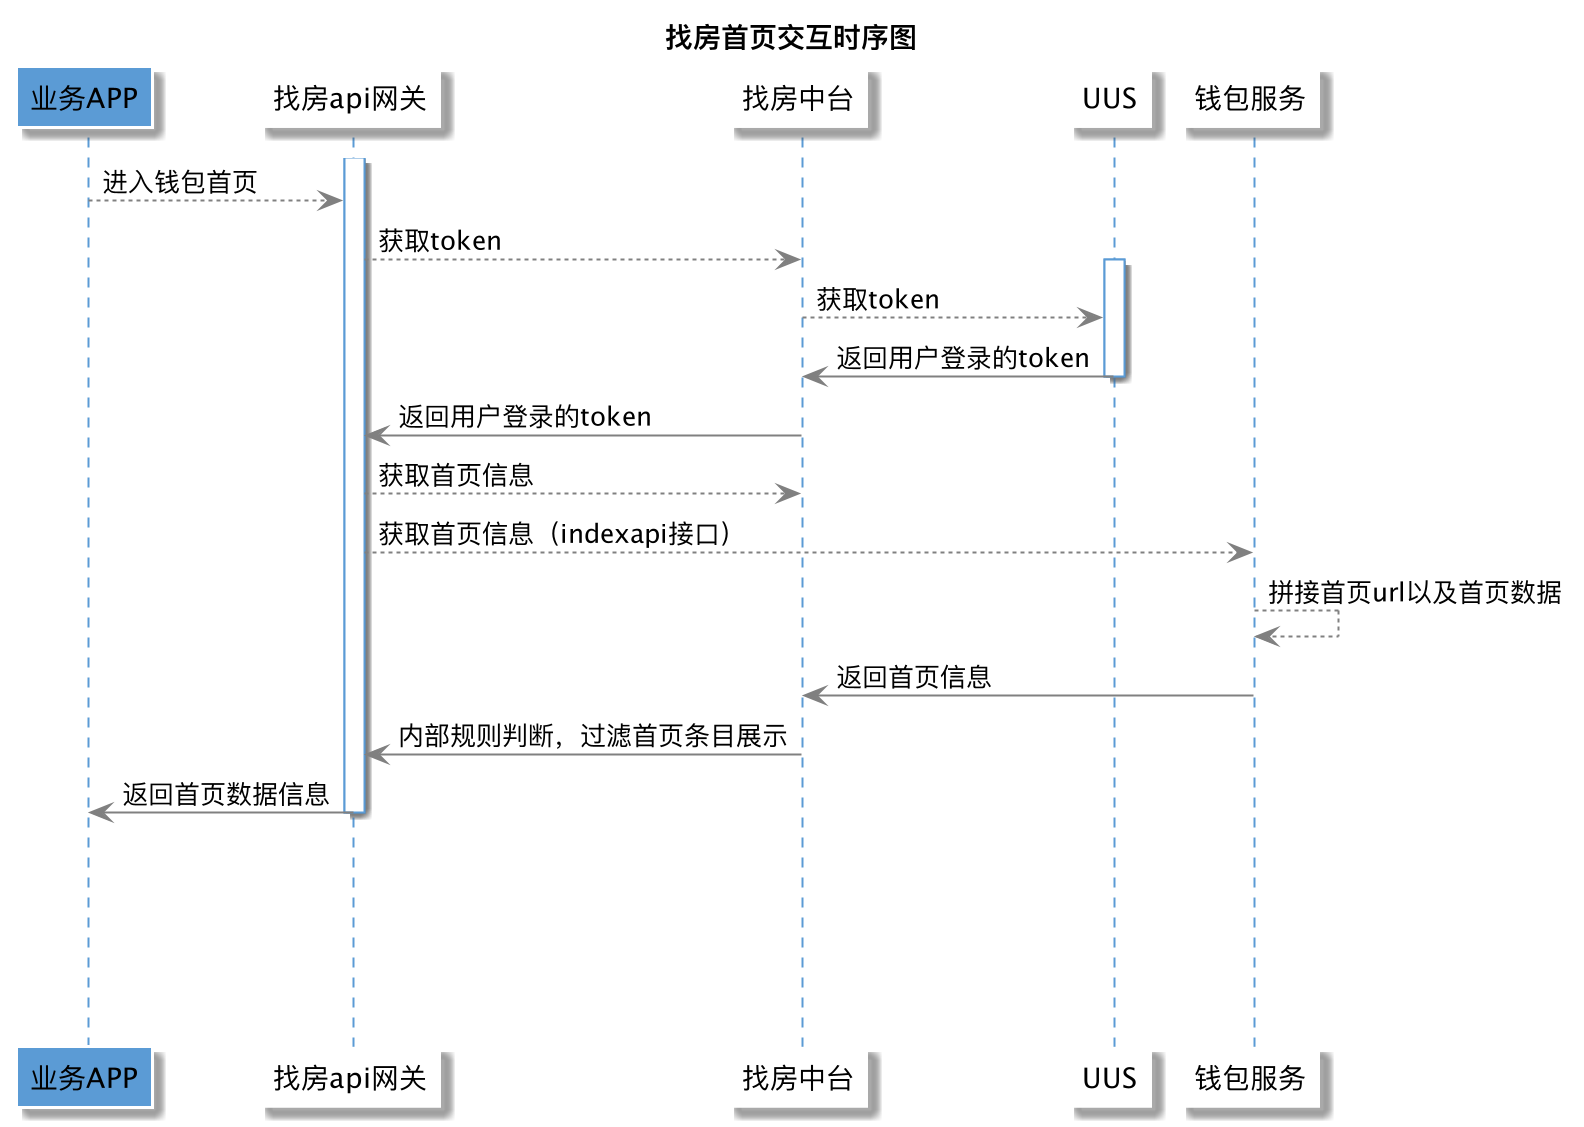 找房首页交互时序图
业务APP
找房api网关
找房中台
UUS
钱包服务
进入钱包首页
获取token
获取token
返回用户登录的token
返回用户登录的token
获取首页信息
获取首页信息（indexapi接口）
拼接首页url以及首页数据
返回首页信息
内部规则判断，过滤首页条目展示
返回首页数据信息
业务APP
找房api网关
找房中台
UUS
钱包服务